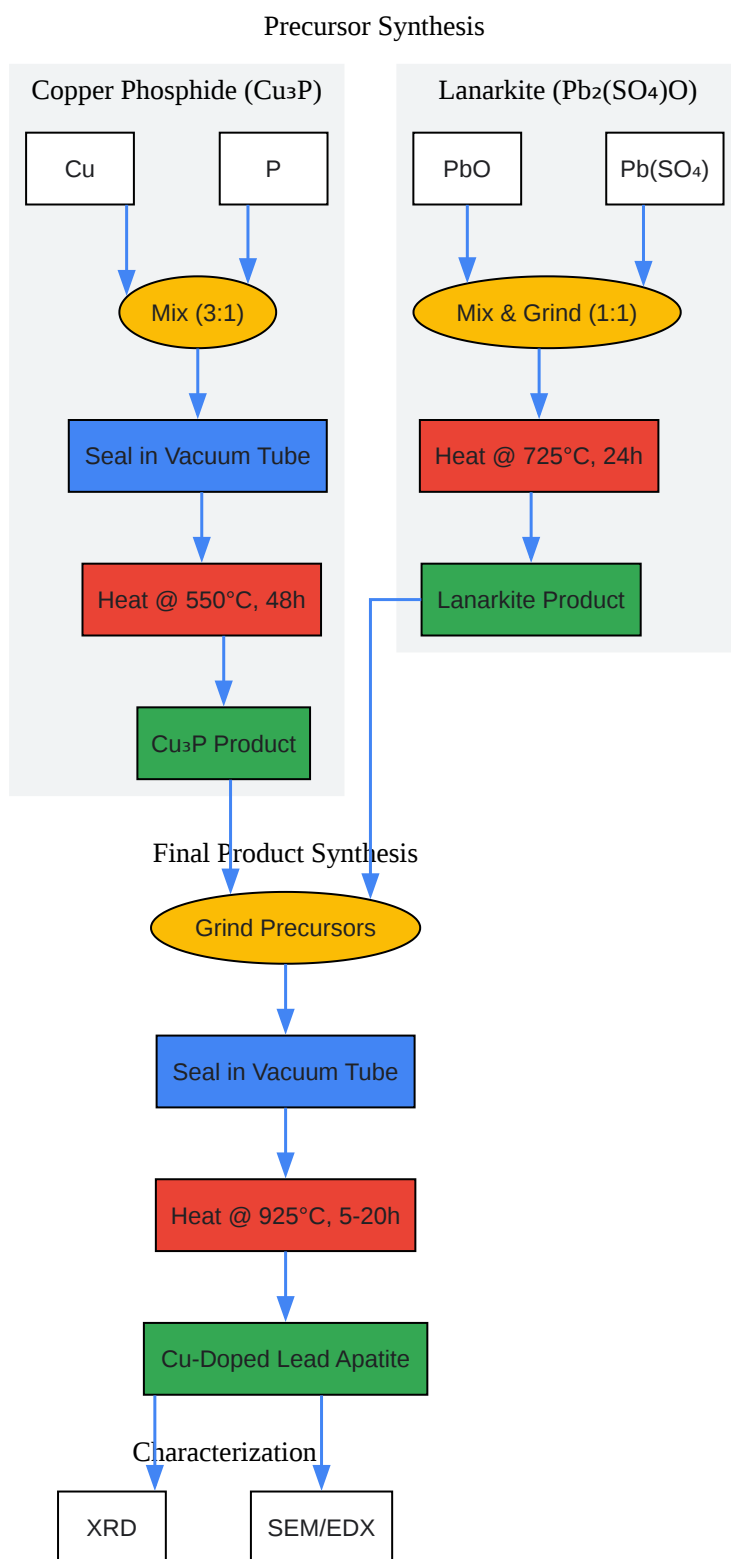 Precursor Synthesis
Copper Phosphide (Cu₃P)
Lanarkite (Pb₂(SO₄)O)
Cu
P
PbO
Pb(SO₄)
Mix (3:1)
Mix & Grind (1:1)
Seal in Vacuum Tube
Heat @ 725°C, 24h
Heat @ 550°C, 48h
Lanarkite Product
Cu₃P Product
Final Product Synthesis
Grind Precursors
Seal in Vacuum Tube
Heat @ 925°C, 5-20h
Cu-Doped Lead Apatite
Characterization
XRD
SEM/EDX